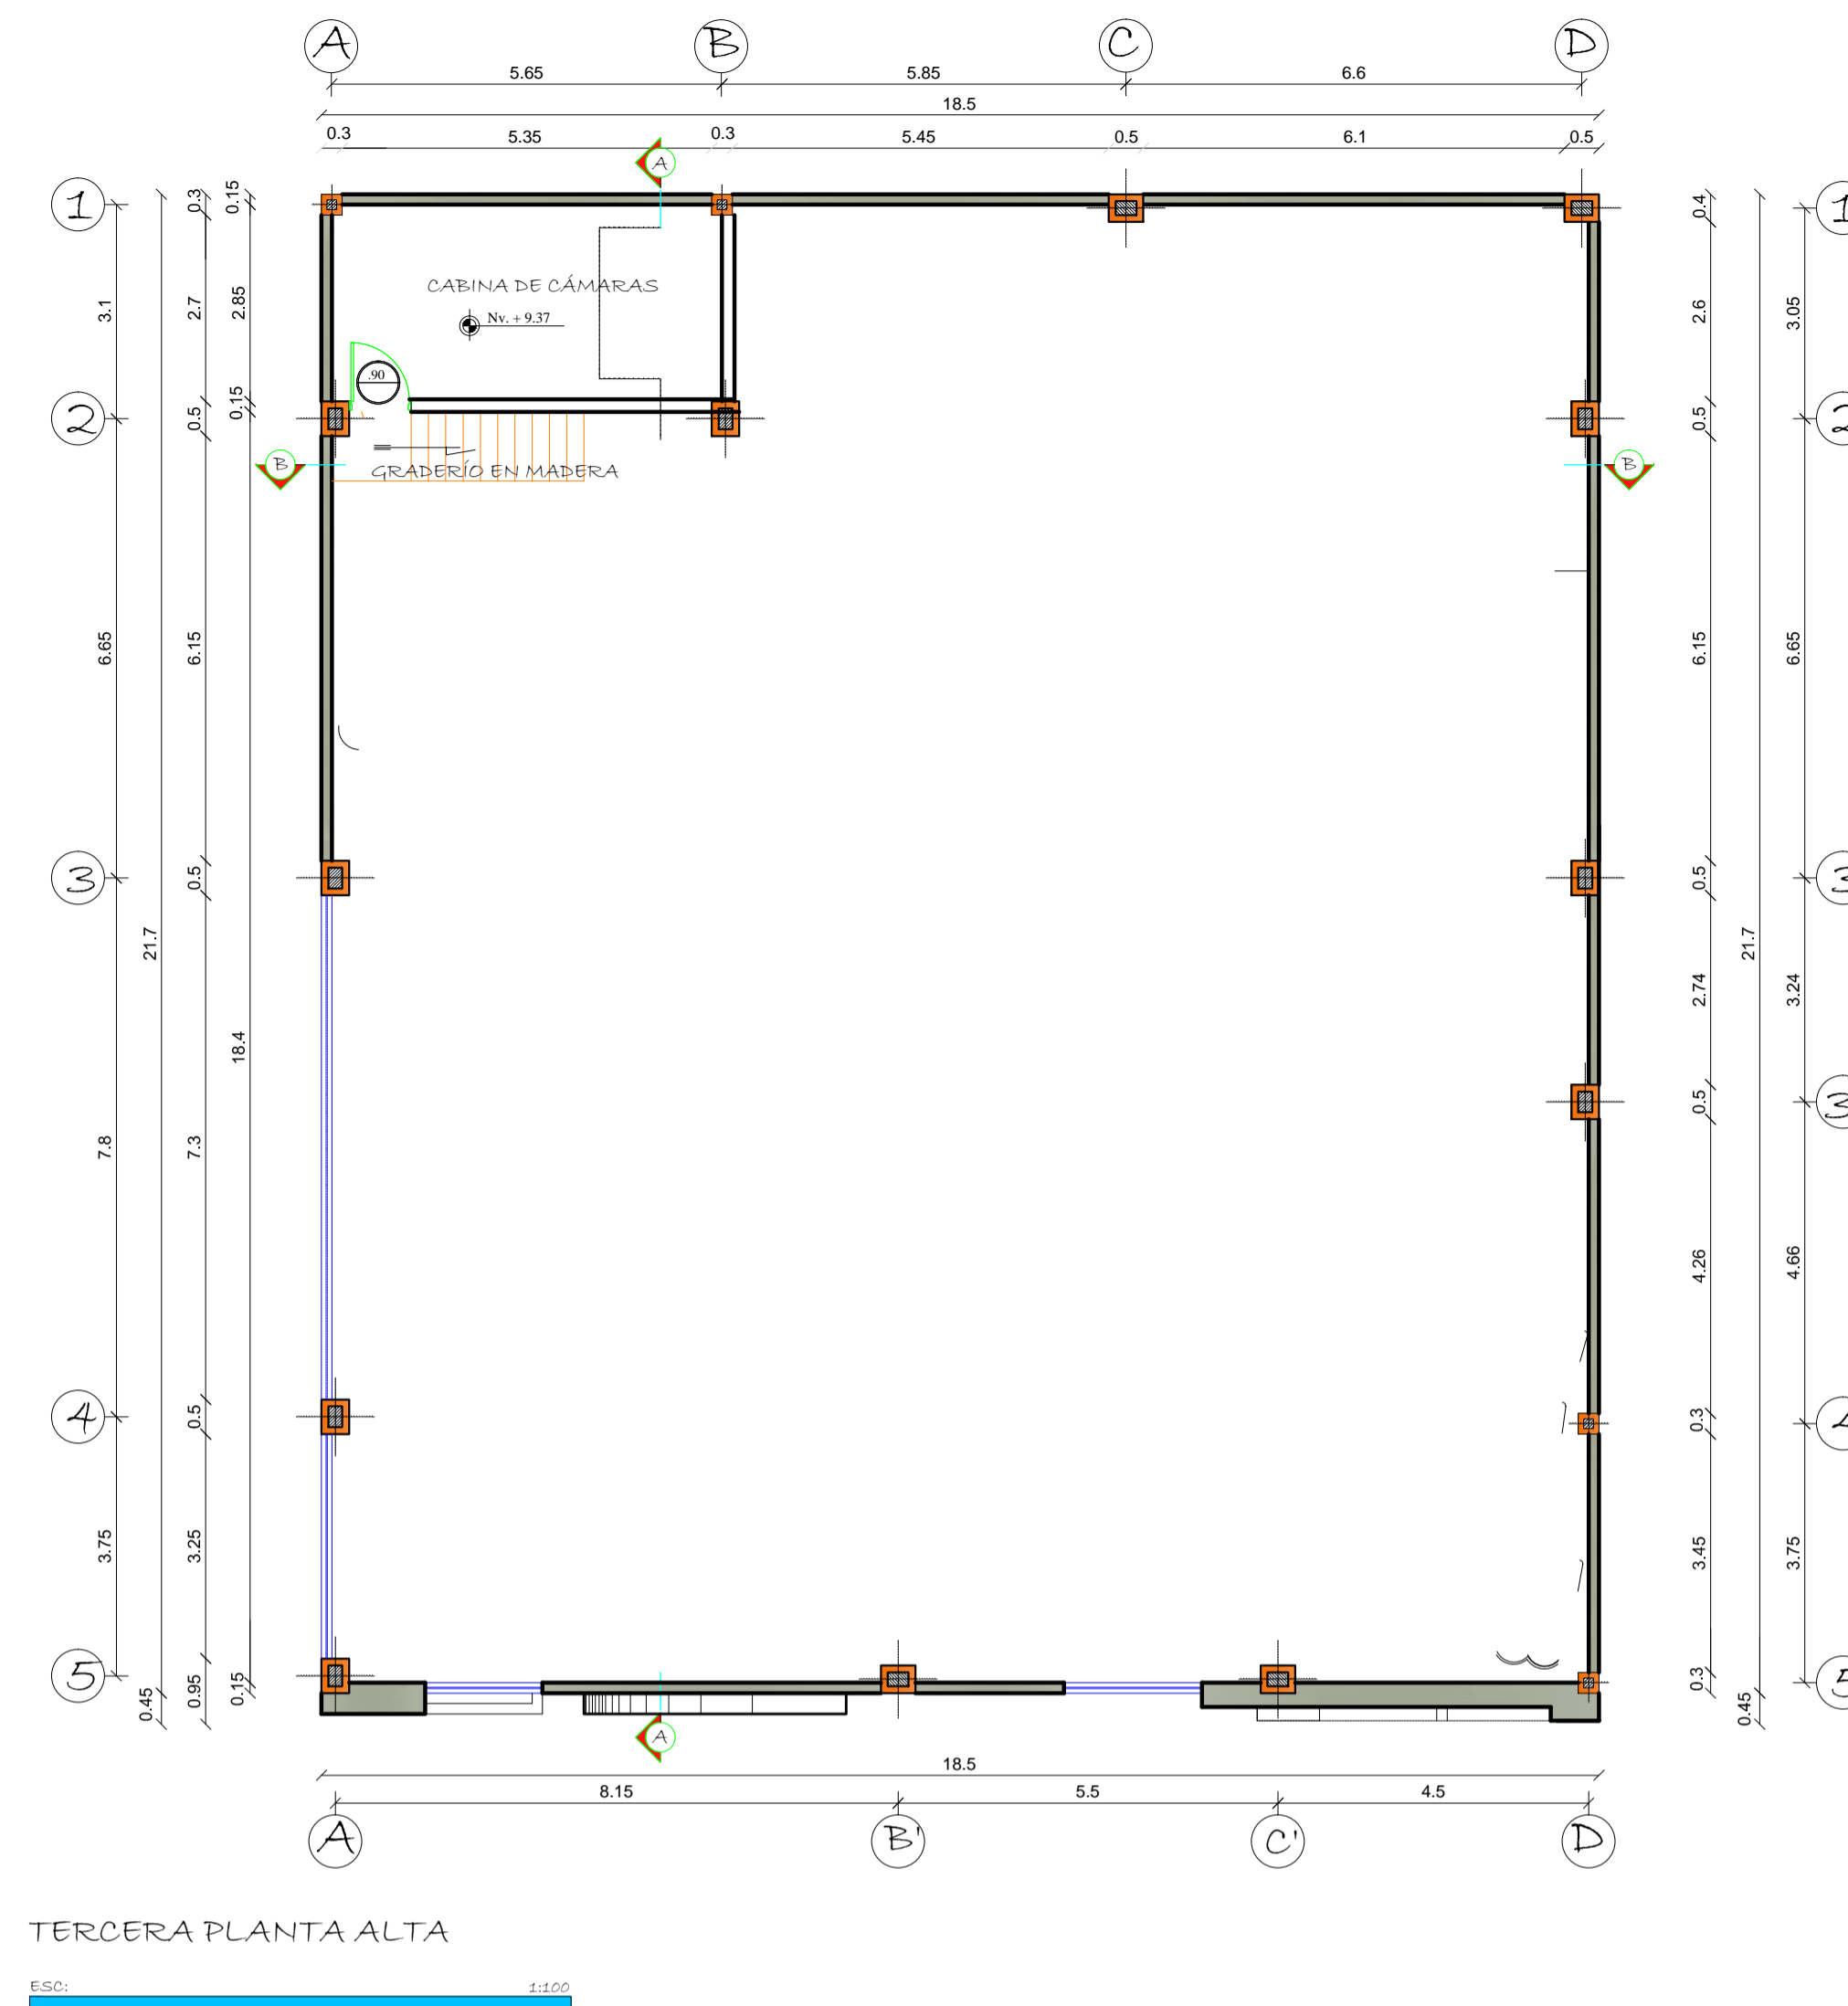 A B C D
5.65 5.85 6.6
18.5
0.3 5.35 0.3 5.45 0.5 6.1 0.5
A
1 0.3 0.15 0.4 1
CABINA DE CÁMARAS
3.1 2.7 2.85 2.6 3.05
Nv. + 9.37
.90
2 0.5 0.15 0.5 2
B GRADERÍO EN MADERA B
6.65 6.15 6.15 6.65
3 0.5 0.5 3
21.7 21.7
2.74 3.24
18.4
0.5 3
7.8 7.3
4.26 4.66
4 0.5 0.3 4
3.75 3.25 3.45 3.75
5 0.45 0.95 0.15 0.3 0.45 5
A
18.5
8.15 5.5 4.5
A B' C' D
TERCERA PLANTA ALTA
ESC: 1:100